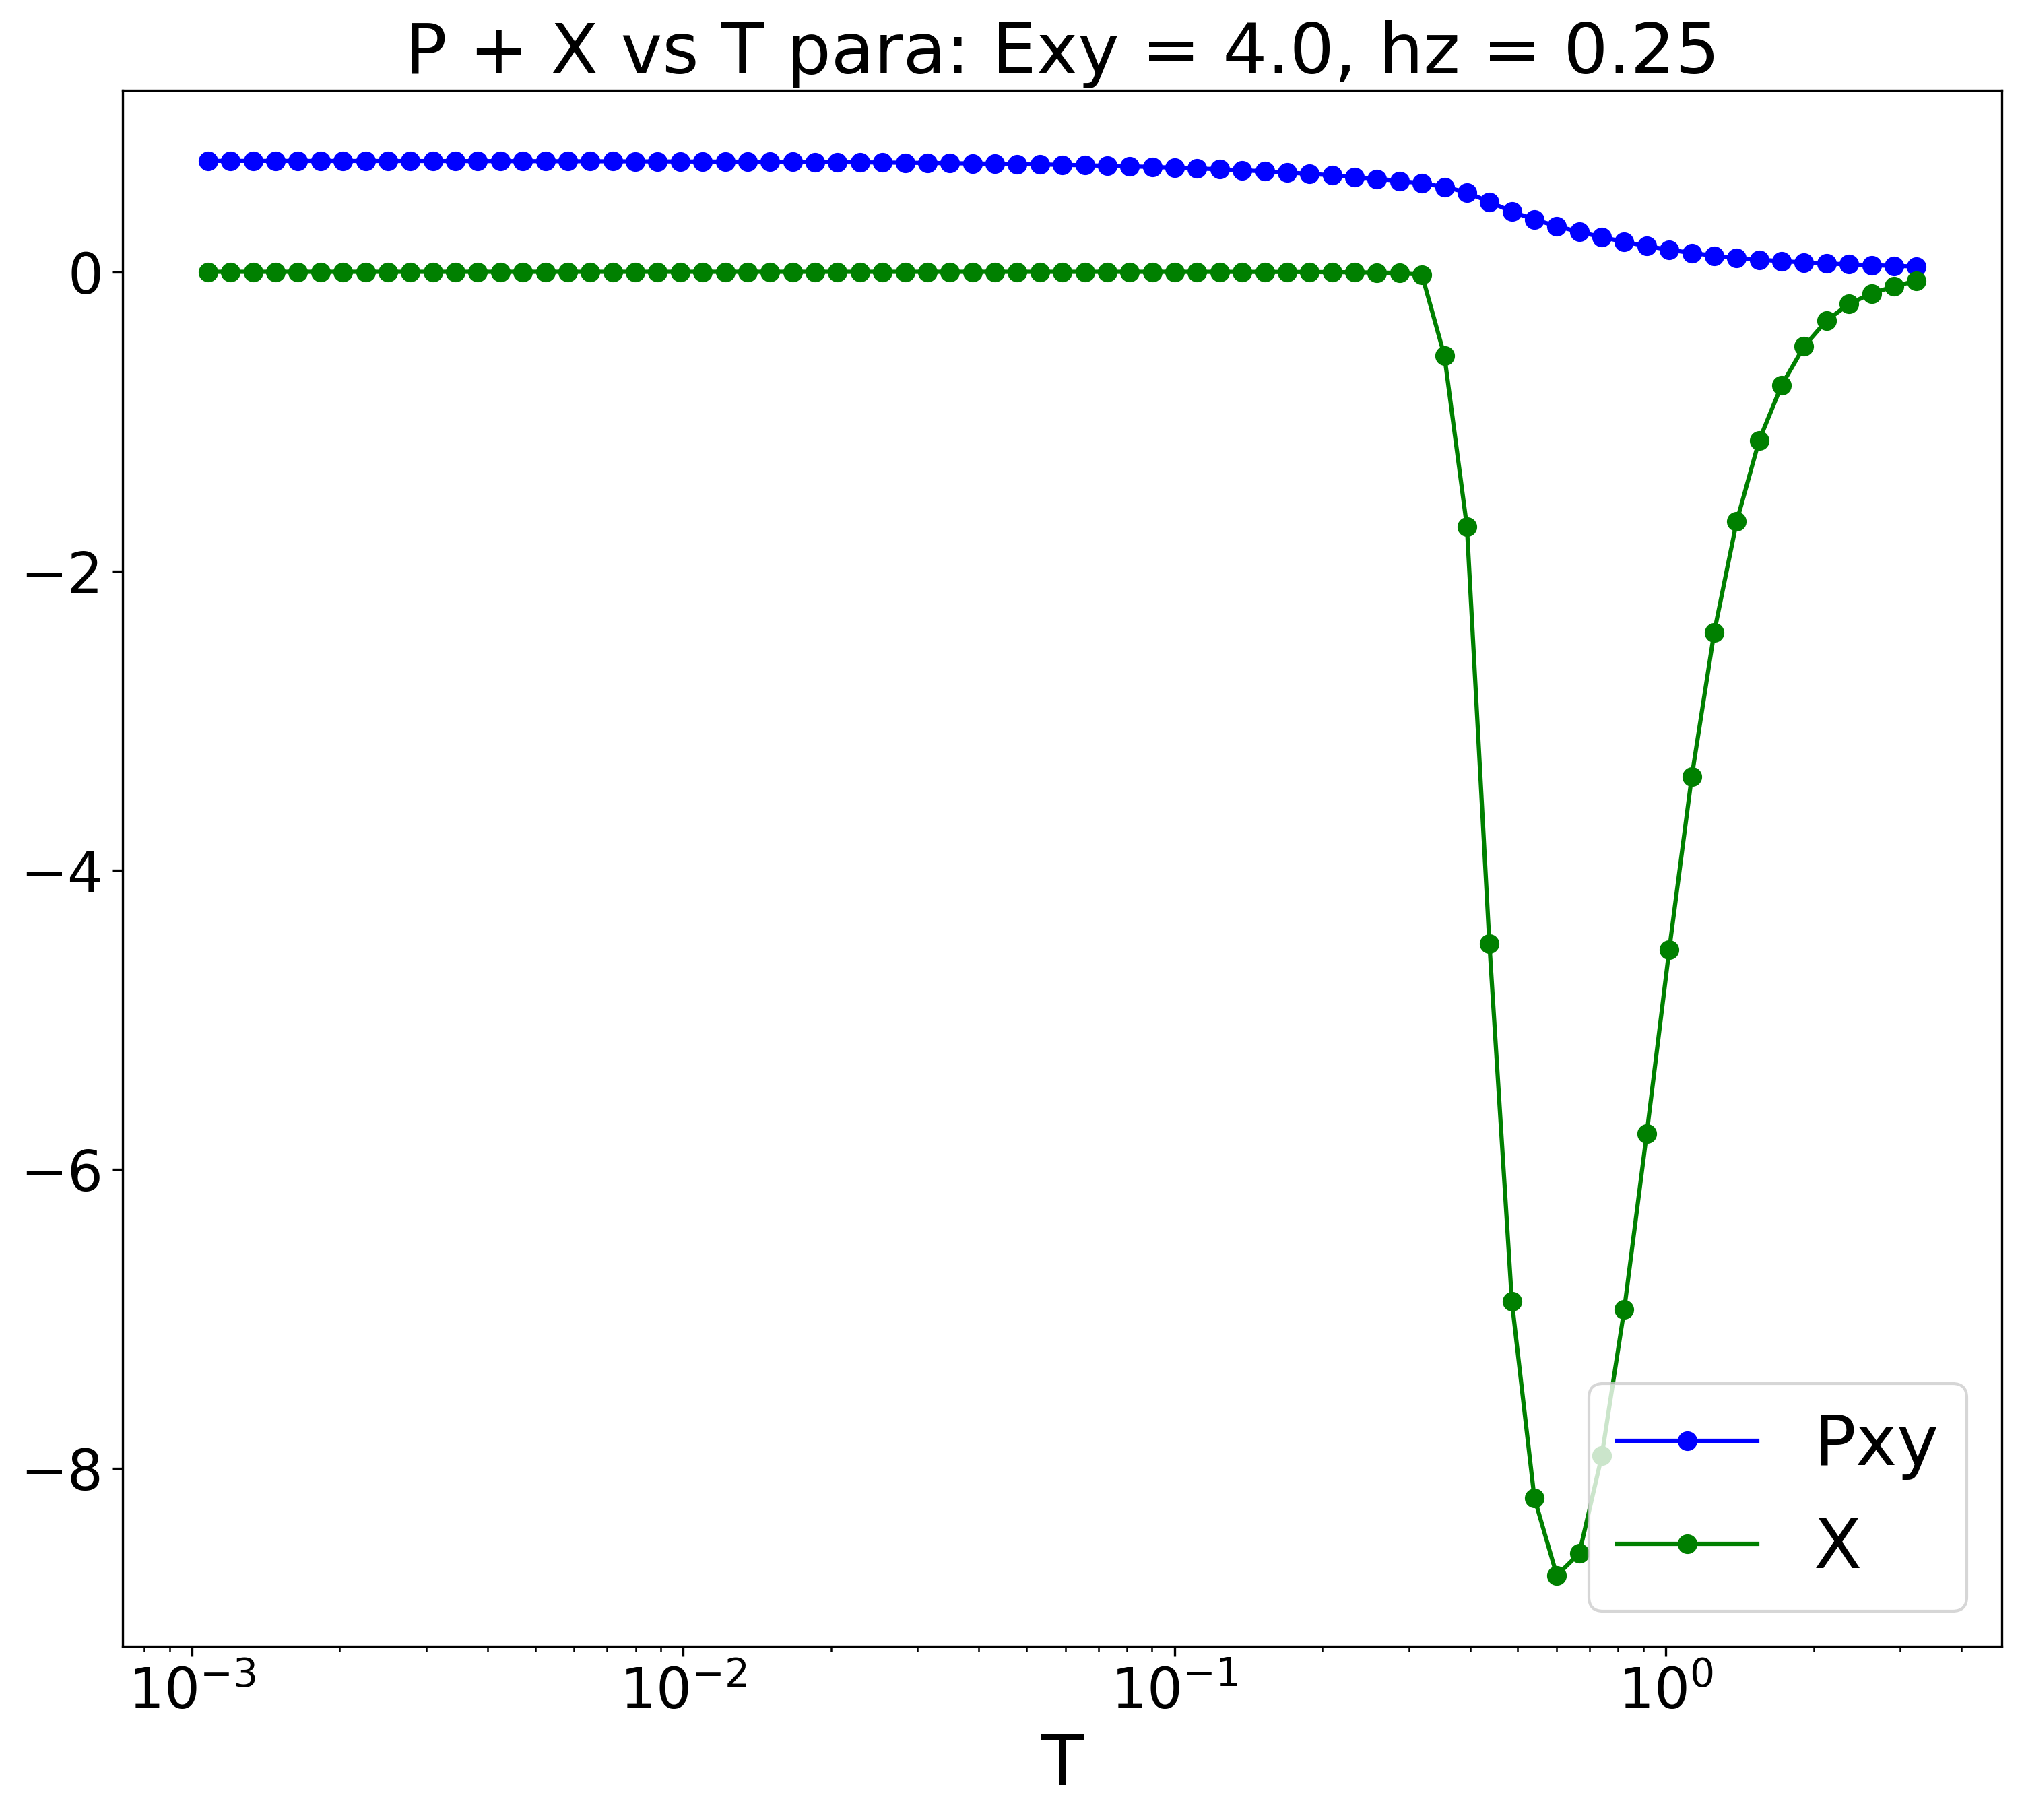 P + X vs T para: Exy = 4.0, hz = 0.25
0
−2
−4
−6
−8
Pxy
X
10⁻³ 10⁻² 10⁻¹ 10⁰
T